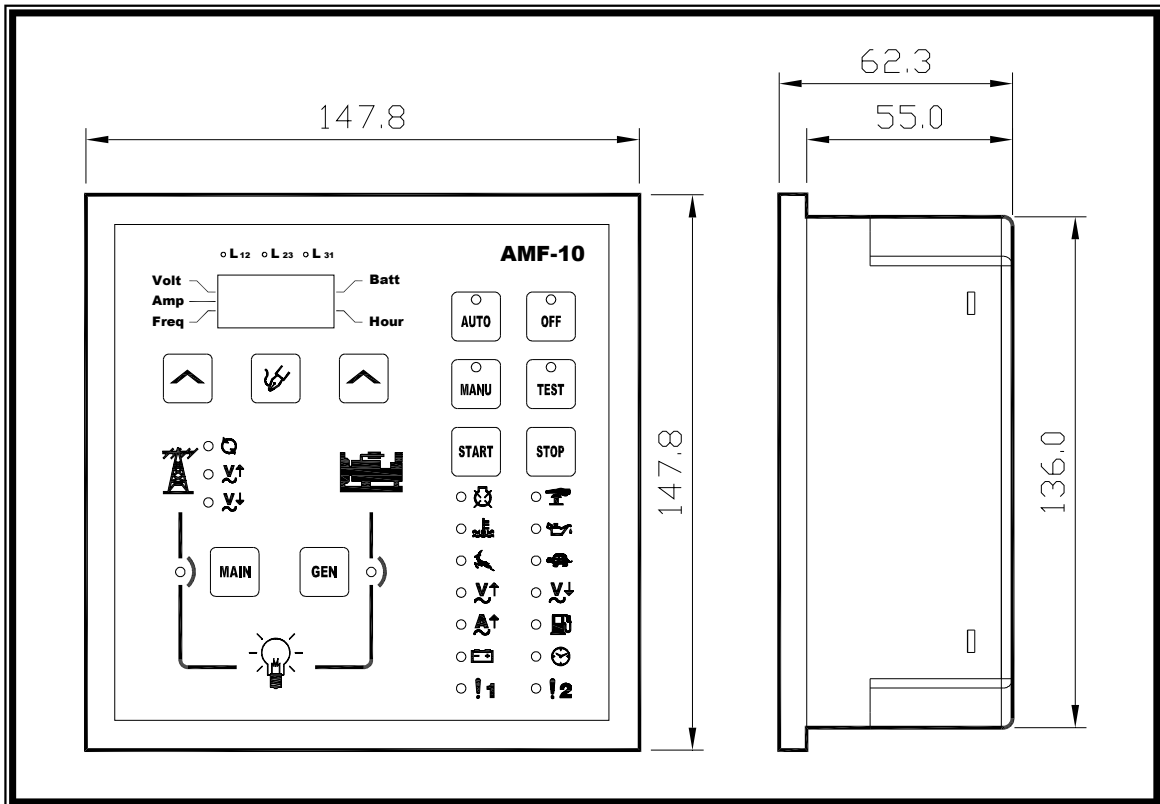 62.3
147.8
55.0
L12 L23 L31
AMF-10
Volt
Batt
Amp
Freq
Hour
AUTO
OFF
MANU
TEST
START
STOP
147.8
136.0
V↑
V↓
MAIN
GEN
E
V↑
V↓
A↑
!1
!2